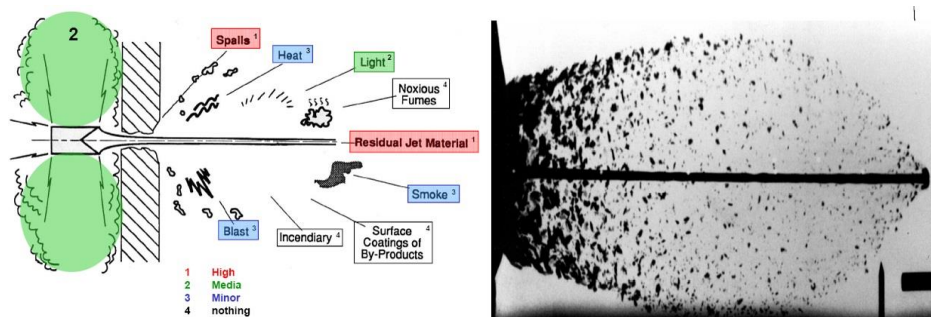 2
Spalls 1
Heat 3
Light 2
Noxious 4
Fumes
Residual Jet Material 1
Smoke 3
Blast 3
Incendiary 4
Surface 4
Coatings of
By-Products
1 High
2 Media
3 Minor
4 nothing